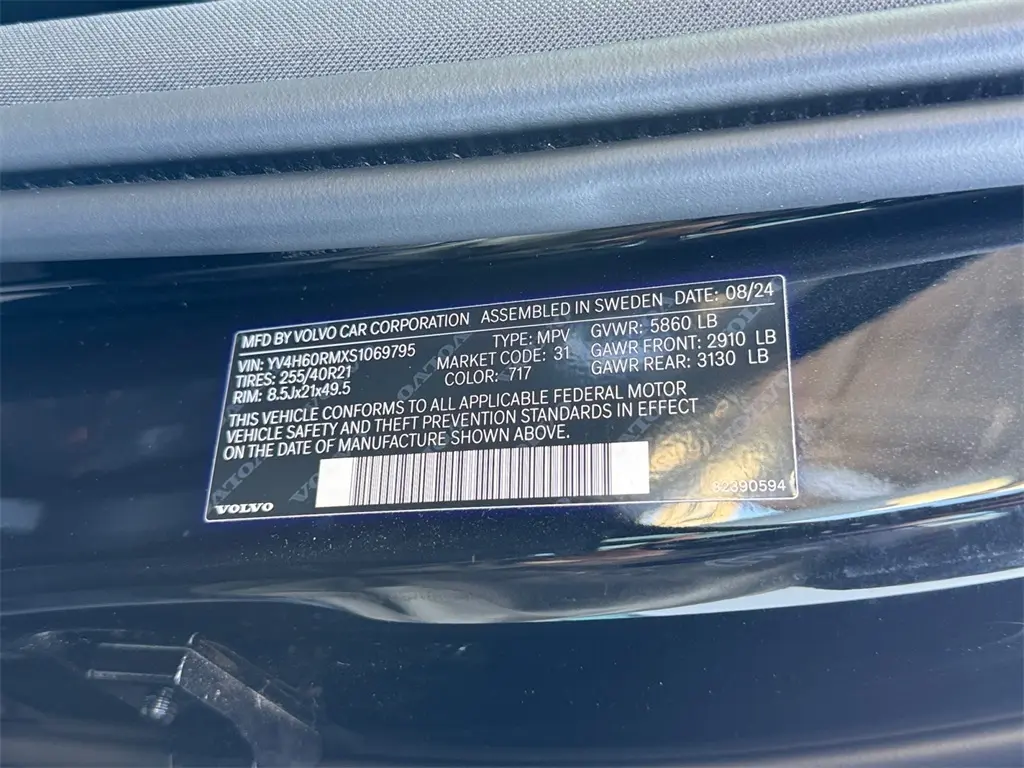 MFD BY VOLVO CAR CORPORATION ASSEMBLED IN SWEDEN DATE: 08/24
VIN: YV4H60RMXS1069795 TYPE: MPV GVWR: 5860 LB
TIRES: 255/40R21 MARKET CODE: 31 GAWR FRONT: 2910 LB
RIM: 8.5Jx21x49.5 COLOR: 717 GAWR REAR: 3130 LB
THIS VEHICLE CONFORMS TO ALL APPLICABLE FEDERAL MOTOR
VEHICLE SAFETY AND THEFT PREVENTION STANDARDS IN EFFECT
ON THE DATE OF MANUFACTURE SHOWN ABOVE.
VOLVO 82390594